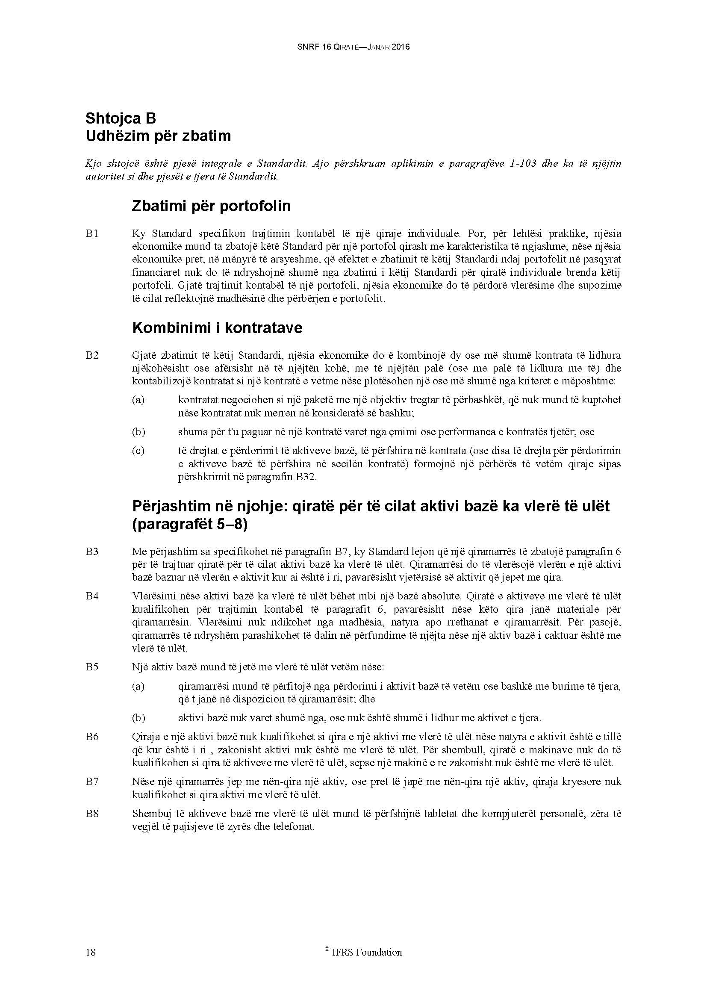 SNRF 16 QIRATË—JANAR 2016
Shtojca B
Udhëzim për zbatim
Kjo shtojcë është pjesë integrale e Standardit. Ajo përshkruan aplikimin e paragrafëve 1-103 dhe ka të njëjtin
autoritet si dhe pjesët e tjera të Standardit.
Zbatimi për portofolin
B1 Ky Standard specifikon trajtimin kontabël të një qiraje individuale. Por, për lehtësi praktike, njësia
ekonomike mund ta zbatojë këtë Standard për një portofol qirash me karakteristika të ngjashme, nëse njësia
ekonomike pret, në mënyrë të arsyeshme, që efektet e zbatimit të këtij Standardi ndaj portofolit në pasqyrat
financiaret nuk do të ndryshojnë shumë nga zbatimi i këtij Standardi për qiratë individuale brenda këtij
portofoli. Gjatë trajtimit kontabël të një portofoli, njësia ekonomike do të përdorë vlerësime dhe supozime
të cilat reflektojnë madhësinë dhe përbërjen e portofolit.
Kombinimi i kontratave
B2 Gjatë zbatimit të këtij Standardi, njësia ekonomike do ë kombinojë dy ose më shumë kontrata të lidhura
njëkohësisht ose afërsisht në të njëjtën kohë, me të njëjtën palë (ose me palë të lidhura me të) dhe
kontabilizojë kontratat si një kontratë e vetme nëse plotësohen një ose më shumë nga kriteret e mëposhtme:
(a) kontratat negociohen si një paketë me një objektiv tregtar të përbashkët, që nuk mund të kuptohet
nëse kontratat nuk merren në konsideratë së bashku;
(b) shuma për t'u paguar në një kontratë varet nga çmimi ose performanca e kontratës tjetër; ose
(c) të drejtat e përdorimit të aktiveve bazë, të përfshira në kontrata (ose disa të drejta për përdorimin
e aktiveve bazë të përfshira në secilën kontratë) formojnë një përbërës të vetëm qiraje sipas
përshkrimit në paragrafin B32.
Përjashtim në njohje: qiratë për të cilat aktivi bazë ka vlerë të ulët
(paragrafët 5–8)
B3 Me përjashtim sa specifikohet në paragrafin B7, ky Standard lejon që një qiramarrës të zbatojë paragrafin 6
për të trajtuar qiratë për të cilat aktivi bazë ka vlerë të ulët. Qiramarrësi do të vlerësojë vlerën e një aktivi
bazë bazuar në vlerën e aktivit kur ai është i ri, pavarësisht vjetërsisë së aktivit që jepet me qira.
B4 Vlerësimi nëse aktivi bazë ka vlerë të ulët bëhet mbi një bazë absolute. Qiratë e aktiveve me vlerë të ulët
kualifikohen për trajtimin kontabël të paragrafit 6, pavarësisht nëse këto qira janë materiale për
qiramarrësin. Vlerësimi nuk ndikohet nga madhësia, natyra apo rrethanat e qiramarrësit. Për pasojë,
qiramarrës të ndryshëm parashikohet të dalin në përfundime të njëjta nëse një aktiv bazë i caktuar është me
vlerë të ulët.
B5 Një aktiv bazë mund të jetë me vlerë të ulët vetëm nëse:
(a) qiramarrësi mund të përfitojë nga përdorimi i aktivit bazë të vetëm ose bashkë me burime të tjera,
që t janë në dispozicion të qiramarrësit; dhe
(b) aktivi bazë nuk varet shumë nga, ose nuk është shumë i lidhur me aktivet e tjera.
B6 Qiraja e një aktivi bazë nuk kualifikohet si qira e një aktivi me vlerë të ulët nëse natyra e aktivit është e tillë
që kur është i ri , zakonisht aktivi nuk është me vlerë të ulët. Për shembull, qiratë e makinave nuk do të
kualifikohen si qira të aktiveve me vlerë të ulët, sepse një makinë e re zakonisht nuk është me vlerë të ulët.
B7 Nëse një qiramarrës jep me nën-qira një aktiv, ose pret të japë me nën-qira një aktiv, qiraja kryesore nuk
kualifikohet si qira aktivi me vlerë të ulët.
B8 Shembuj të aktiveve bazë me vlerë të ulët mund të përfshijnë tabletat dhe kompjuterët personalë, zëra të
vegjël të pajisjeve të zyrës dhe telefonat.
18 © IFRS Foundation